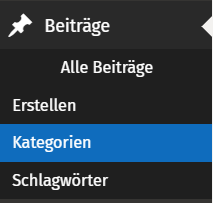 Beiträge
Alle Beiträge
Erstellen
Kategorien
Schlagwörter